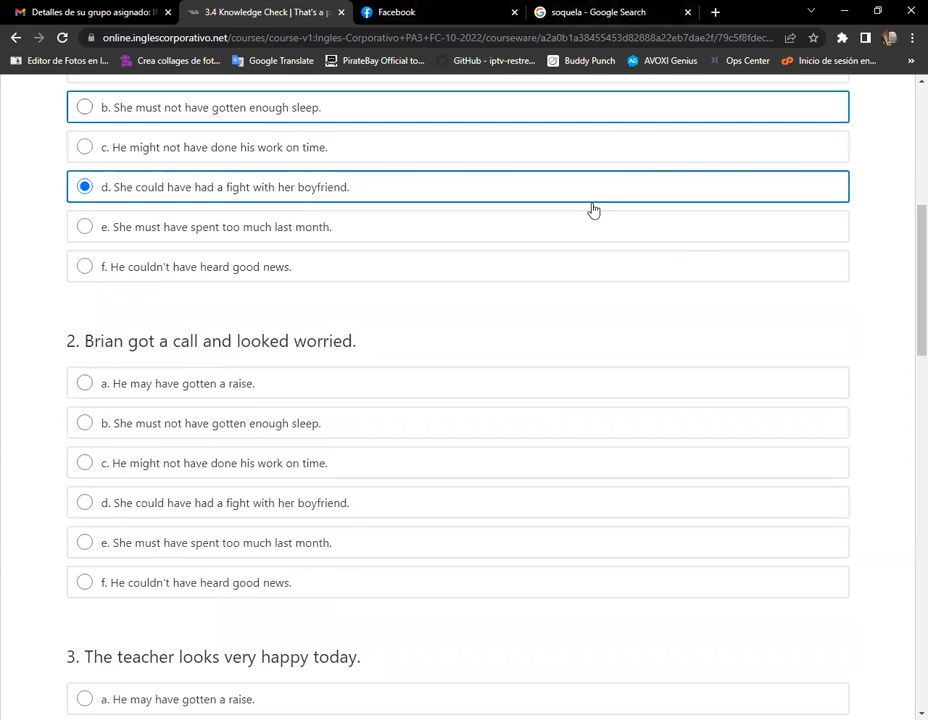 Detalles de su grupo asignado: I
3.4 Knowledge Check | That's a p
Facebook
soquela - Google Search
online.inglescorporativo.net/courses/course-v1:Ingles-Corporativo+PA3+FC-10-2022/courseware/a2a0b1a38455453d82888a22eb7dae2f/79c5f8fdec...
Editor de Fotos en l...
Crea collages de fot...
Google Translate
PirateBay Official to...
GitHub - iptv-restre...
Buddy Punch
AVOXI Genius
Ops Center
Inicio de sesión en...
»
b. She must not have gotten enough sleep.
c. He might not have done his work on time.
d. She could have had a fight with her boyfriend.
e. She must have spent too much last month.
f. He couldn't have heard good news.
2. Brian got a call and looked worried.
a. He may have gotten a raise.
b. She must not have gotten enough sleep.
c. He might not have done his work on time.
d. She could have had a fight with her boyfriend.
e. She must have spent too much last month.
f. He couldn't have heard good news.
3. The teacher looks very happy today.
a. He may have gotten a raise.